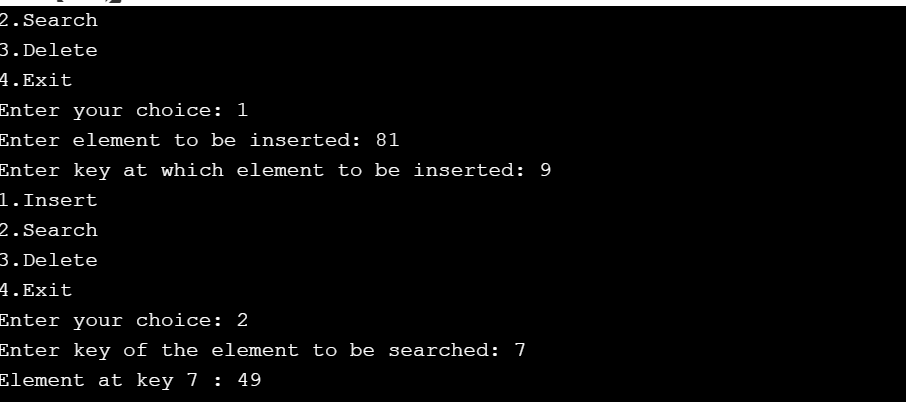 2.Search
3.Delete
4.Exit
Enter your choice: 1
Enter element to be inserted: 81
Enter key at which element to be inserted: 9
1.Insert
2.Search
3.Delete
4.Exit
Enter your choice: 2
Enter key of the element to be searched: 7
Element at key 7 : 49